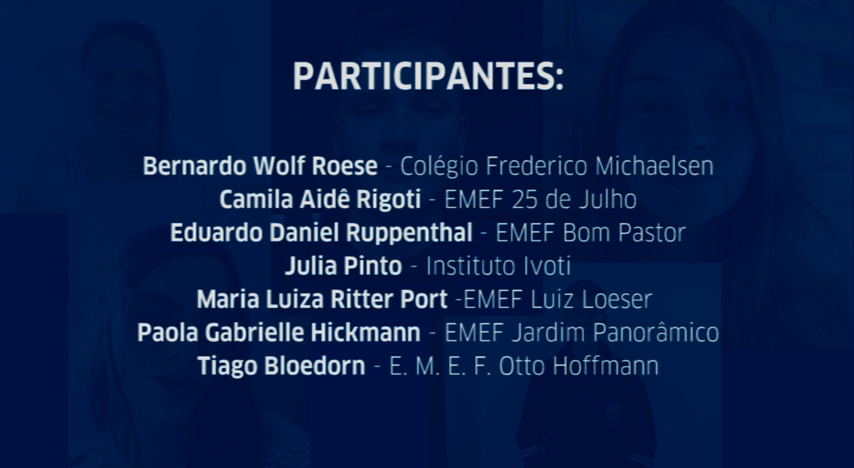 PARTICIPANTES:
Bernardo Wolf Roese - Colégio Frederico Michaelsen
Camila Aidê Rigoti - EMEF 25 de Julho
Eduardo Daniel Ruppenthal - EMEF Bom Pastor
Julia Pinto - Instituto Ivoti
Maria Luiza Ritter Port -EMEF Luiz Loeser
Paola Gabrielle Hickmann - EMEF Jardim Panorâmico
Tiago Bloedorn - E. M. E. F. Otto Hoffmann